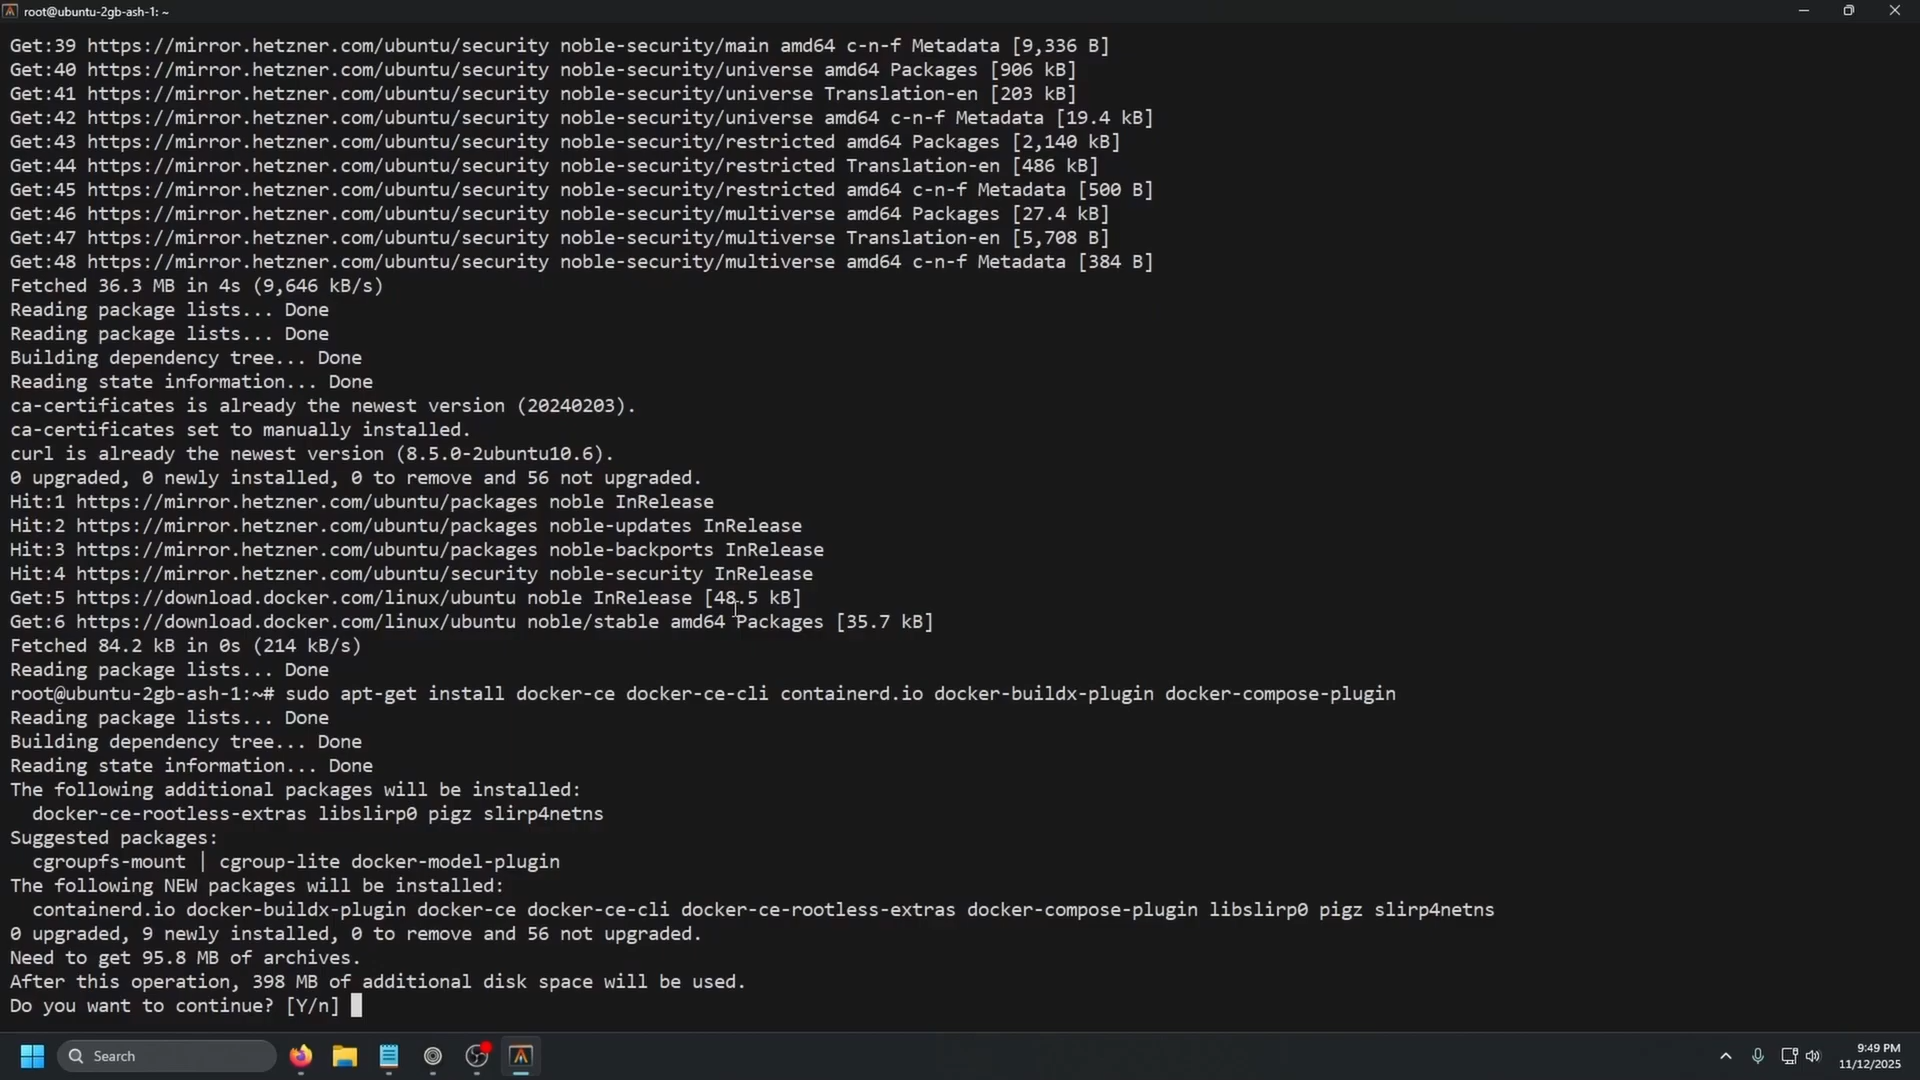 root@ubuntu-2gb-ash-1: ~
Get:39 https://mirror.hetzner.com/ubuntu/security noble-security/main amd64 c-n-f Metadata [9,336 B]
Get:40 https://mirror.hetzner.com/ubuntu/security noble-security/universe amd64 Packages [906 kB]
Get:41 https://mirror.hetzner.com/ubuntu/security noble-security/universe Translation-en [203 kB]
Get:42 https://mirror.hetzner.com/ubuntu/security noble-security/universe amd64 c-n-f Metadata [19.4 kB]
Get:43 https://mirror.hetzner.com/ubuntu/security noble-security/restricted amd64 Packages [2,140 kB]
Get:44 https://mirror.hetzner.com/ubuntu/security noble-security/restricted Translation-en [486 kB]
Get:45 https://mirror.hetzner.com/ubuntu/security noble-security/restricted amd64 c-n-f Metadata [500 B]
Get:46 https://mirror.hetzner.com/ubuntu/security noble-security/multiverse amd64 Packages [27.4 kB]
Get:47 https://mirror.hetzner.com/ubuntu/security noble-security/multiverse Translation-en [5,708 B]
Get:48 https://mirror.hetzner.com/ubuntu/security noble-security/multiverse amd64 c-n-f Metadata [384 B]
Fetched 36.3 MB in 4s (9,646 kB/s)
Reading package lists... Done
Reading package lists... Done
Building dependency tree... Done
Reading state information... Done
ca-certificates is already the newest version (20240203).
ca-certificates set to manually installed.
curl is already the newest version (8.5.0-2ubuntu10.6).
0 upgraded, 0 newly installed, 0 to remove and 56 not upgraded.
Hit:1 https://mirror.hetzner.com/ubuntu/packages noble InRelease
Hit:2 https://mirror.hetzner.com/ubuntu/packages noble-updates InRelease
Hit:3 https://mirror.hetzner.com/ubuntu/packages noble-backports InRelease
Hit:4 https://mirror.hetzner.com/ubuntu/security noble-security InRelease
Get:5 https://download.docker.com/linux/ubuntu noble InRelease [48.5 kB]
Get:6 https://download.docker.com/linux/ubuntu noble/stable amd64 Packages [35.7 kB]
Fetched 84.2 kB in 0s (214 kB/s)
Reading package lists... Done
root@ubuntu-2gb-ash-1:~# sudo apt-get install docker-ce docker-ce-cli containerd.io docker-buildx-plugin docker-compose-plugin
Reading package lists... Done
Building dependency tree... Done
Reading state information... Done
The following additional packages will be installed:
  docker-ce-rootless-extras libslirp0 pigz slirp4netns
Suggested packages:
  cgroupfs-mount | cgroup-lite docker-model-plugin
The following NEW packages will be installed:
  containerd.io docker-buildx-plugin docker-ce docker-ce-cli docker-ce-rootless-extras docker-compose-plugin libslirp0 pigz slirp4netns
0 upgraded, 9 newly installed, 0 to remove and 56 not upgraded.
Need to get 95.8 MB of archives.
After this operation, 398 MB of additional disk space will be used.
Do you want to continue? [Y/n]
Search
9:49 PM
11/12/2025